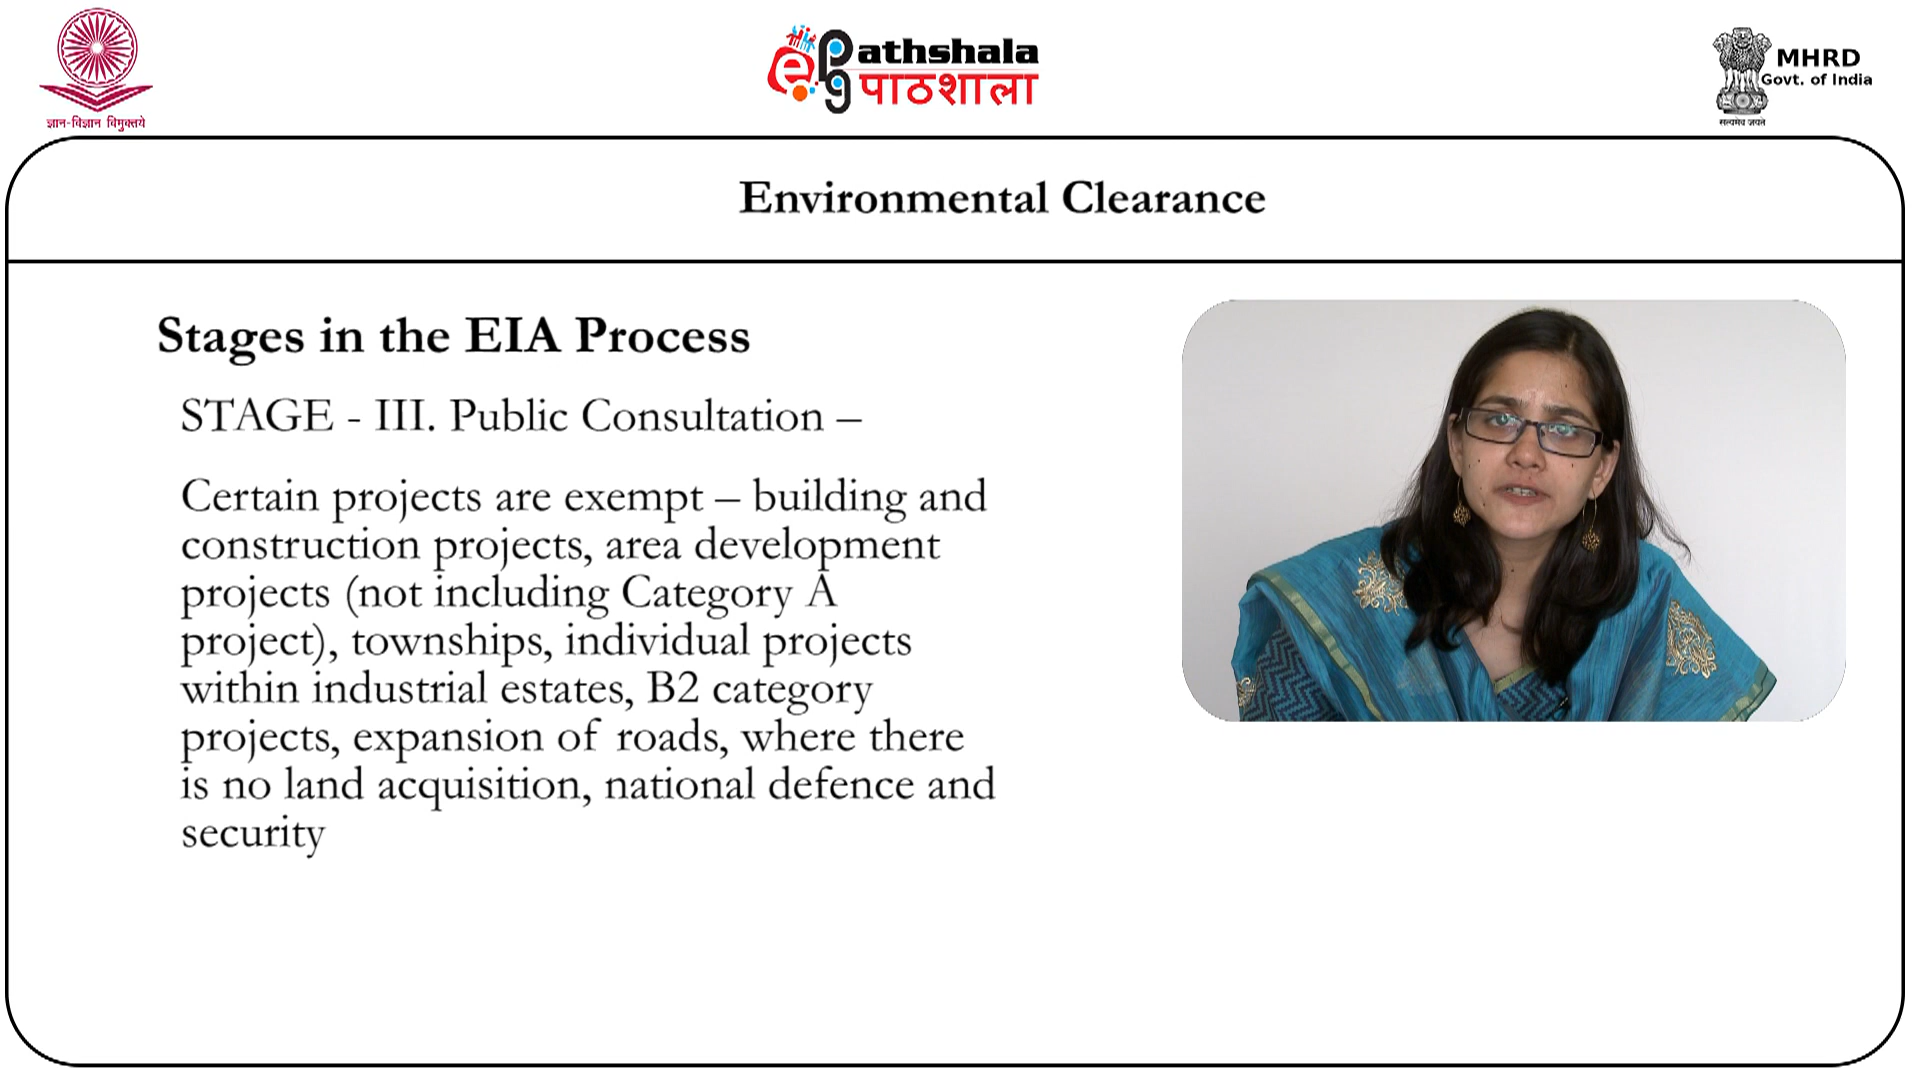 ज्ञान-विज्ञान विमुक्तये
epg Pathshala
पाठशाला
MHRD
Govt. of India
सत्यमेव जयते
Environmental Clearance
Stages in the EIA Process
STAGE - III. Public Consultation –
Certain projects are exempt – building and
construction projects, area development
projects (not including Category A
project), townships, individual projects
within industrial estates, B2 category
projects, expansion of roads, where there
is no land acquisition, national defence and
security